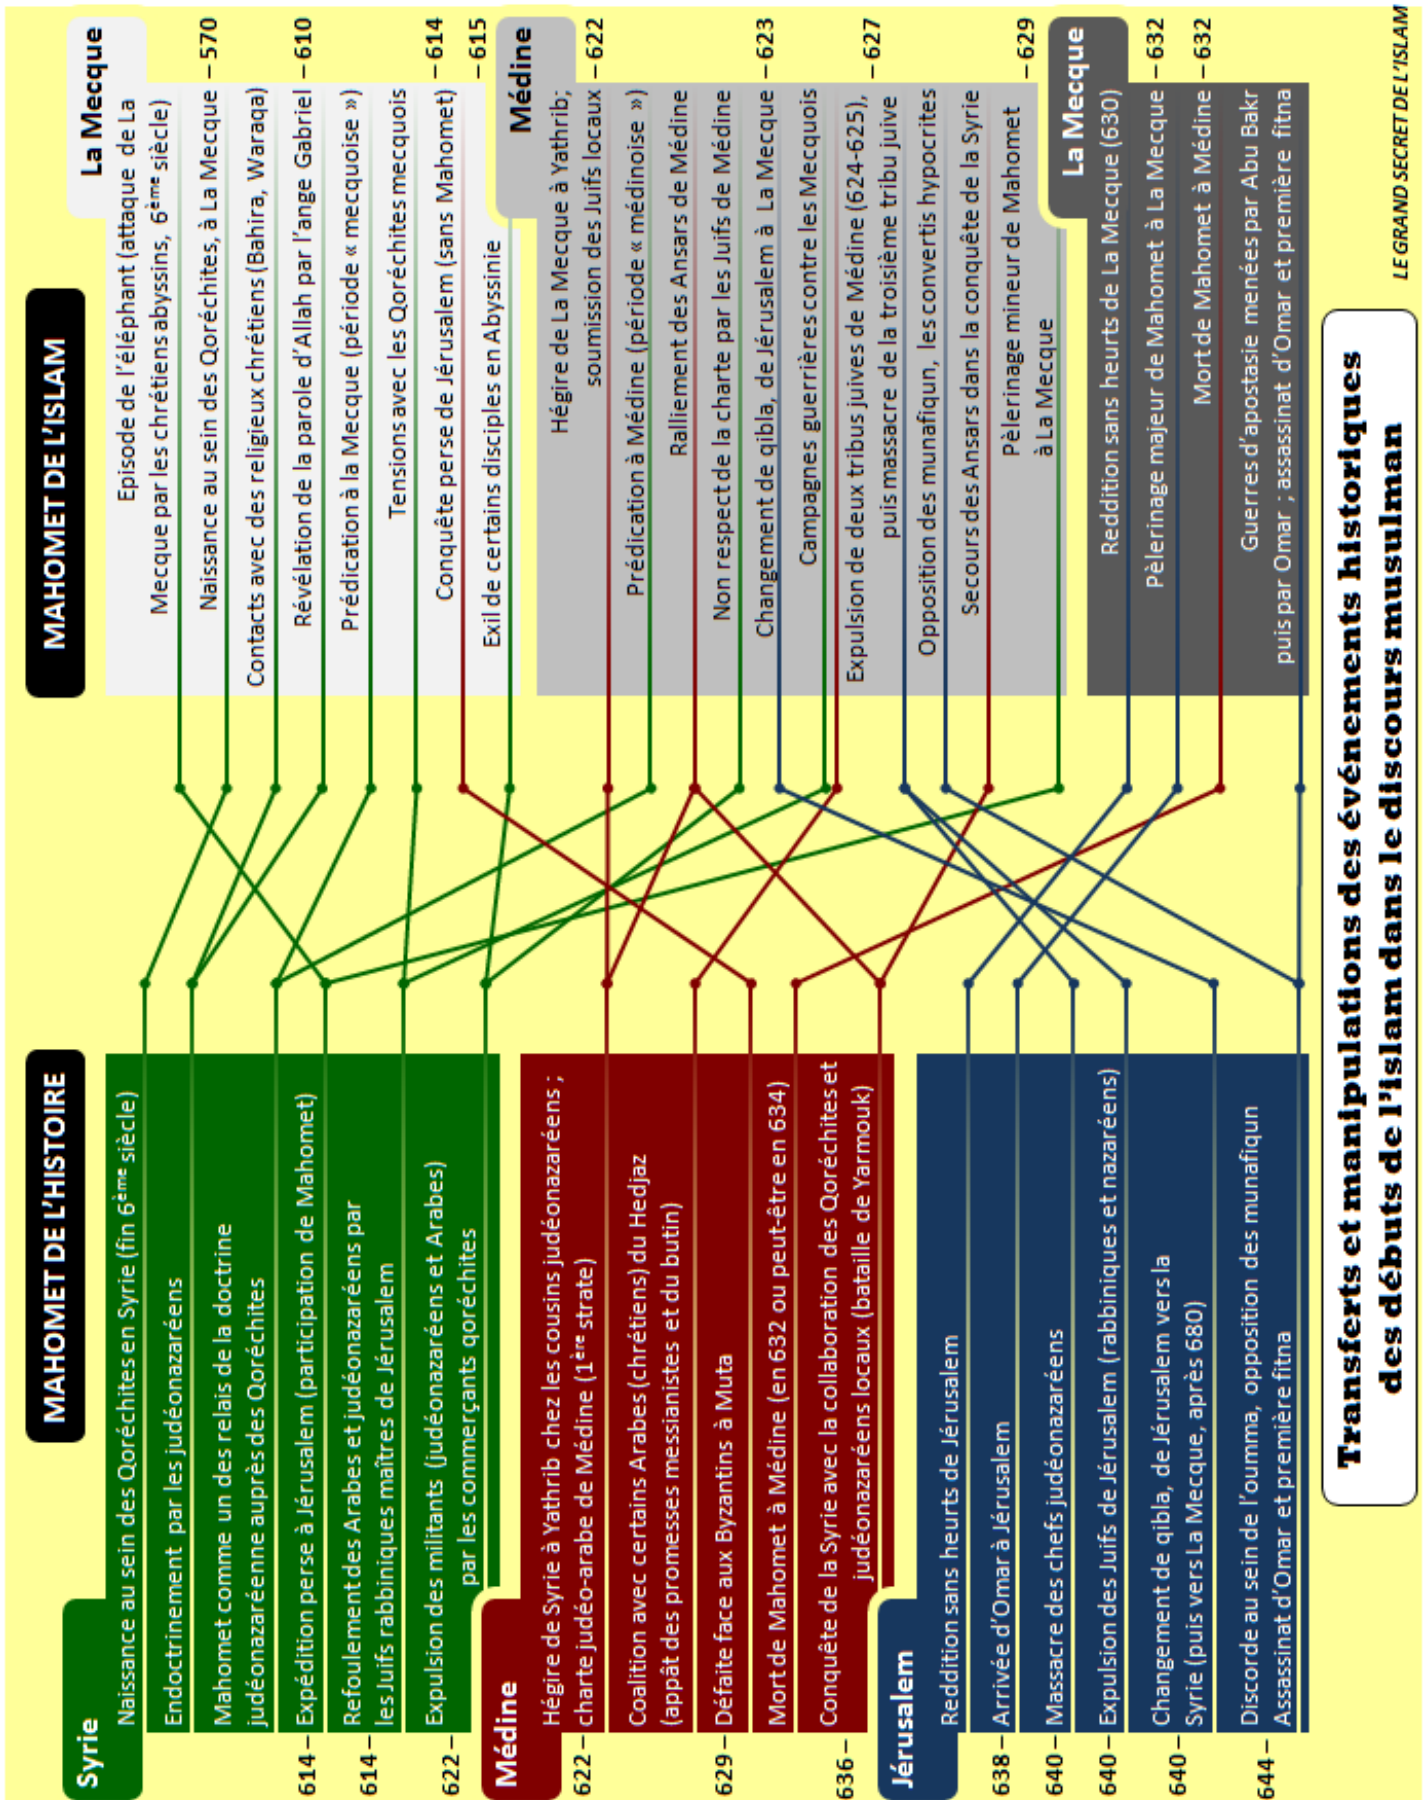 MAHOMET DE L'HISTOIRE
Syrie
Naissance au sein des Qoréchites en Syrie (fin 6ème siècle)
Endoctrinement par les judéonazaréens
Mahomet comme un des relais de la doctrine
judéonazaréenne auprès des Qoréchites
614 – Expédition perse à Jérusalem (participation de Mahomet)
Refoulement des Arabes et judéonazaréens par
614 –
les Juifs rabbiniques maîtres de Jérusalem
Expulsion des militants (judéonazaréens et Arabes)
622 –
par les commerçants qoréchites
Médine
Hégire de Syrie à Yathrib chez les cousins judéonazaréens ;
622 – charte judéo-arabe de Médine (1ère strate)
Coalition avec certains Arabes (chrétiens) du Hedjaz
(appât des promesses messianistes et du butin)
629 – Défaite face aux Byzantins à Muta
Mort de Mahomet à Médine (en 632 ou peut-être en 634)
Conquête de la Syrie avec la collaboration des Qoréchites et
636 –
judéonazaréens locaux (bataille de Yarmouk)
Jérusalem
Reddition sans heurts de Jérusalem
638 – Arrivée d'Omar à Jérusalem
640 – Massacre des chefs judéonazaréens
640 – Expulsion des Juifs de Jérusalem (rabbiniques et nazaréens)
Changement de qibla, de Jérusalem vers la
640 –
Syrie (puis vers La Mecque, après 680)
Discorde au sein de l'oumma, opposition des munafiqun
644 –
Assassinat d'Omar et première fitna
MAHOMET DE L'ISLAM
La Mecque
Episode de l'éléphant (attaque de La
Mecque par les chrétiens abyssins, 6ème siècle)
Naissance au sein des Qoréchites, à La Mecque – 570
Contacts avec des religieux chrétiens (Bahira, Waraqa)
Révélation de la parole d'Allah par l'ange Gabriel – 610
Prédication à la Mecque (période « mecquoise »)
Tensions avec les Qoréchites mecquois
Conquête perse de Jérusalem (sans Mahomet) – 614
Exil de certains disciples en Abyssinie – 615
Médine
Hégire de La Mecque à Yathrib;
soumission des Juifs locaux – 622
Prédication à Médine (période « médinoise »)
Ralliement des Ansars de Médine
Non respect de la charte par les Juifs de Médine
Changement de qibla, de Jérusalem à La Mecque – 623
Campagnes guerrières contre les Mecquois
Expulsion de deux tribus juives de Médine (624-625),
– 627
puis massacre de la troisième tribu juive
Opposition des munafiqun, les convertis hypocrites
Secours des Ansars dans la conquête de la Syrie
Pèlerinage mineur de Mahomet
– 629
à La Mecque
La Mecque
Reddition sans heurts de La Mecque (630)
Pèlerinage majeur de Mahomet à La Mecque – 632
Mort de Mahomet à Médine – 632
Guerres d'apostasie menées par Abu Bakr
puis par Omar ; assassinat d'Omar et première fitna
Transferts et manipulations des événements historiques
des débuts de l'islam dans le discours musulman
LE GRAND SECRET DE L'ISLAM